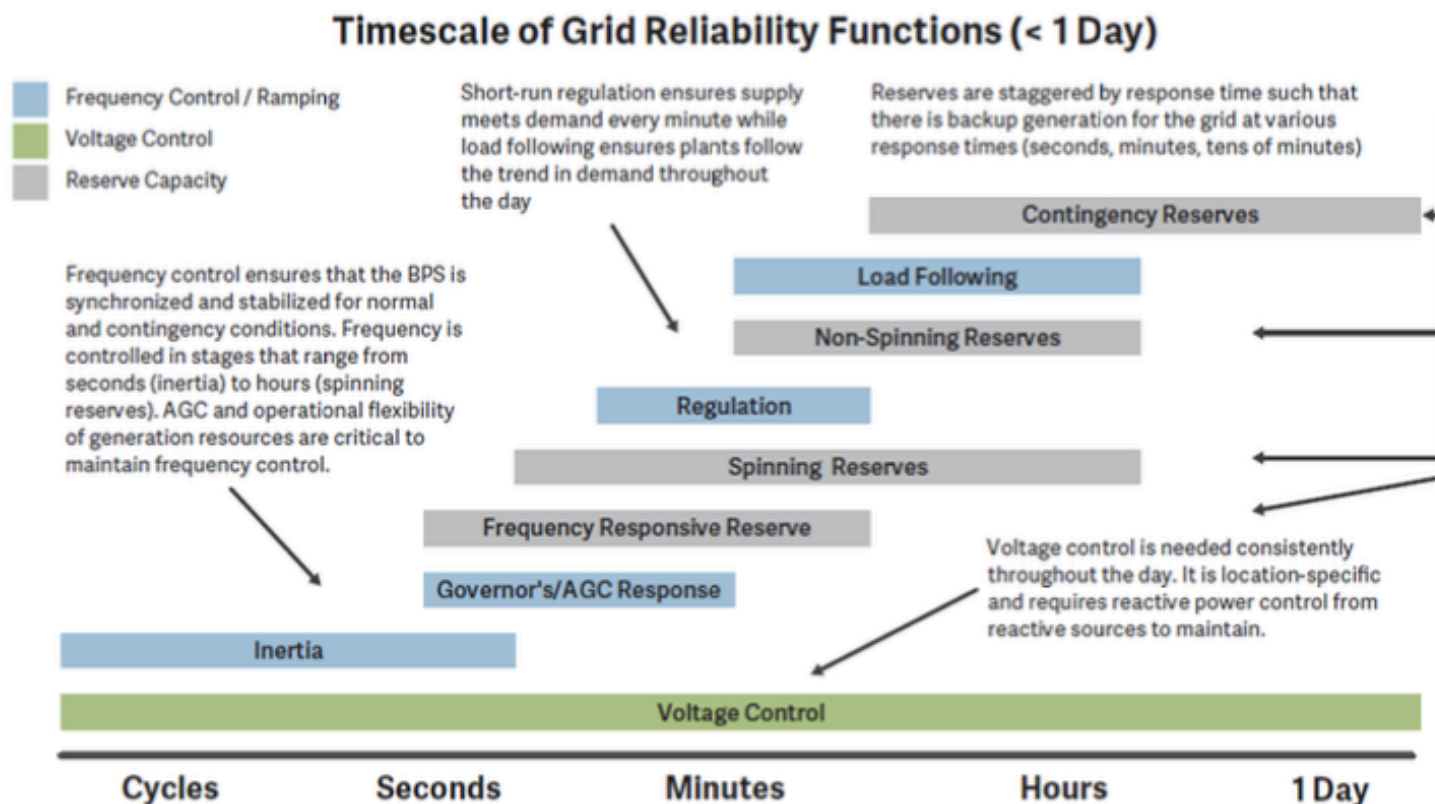 Timescale of Grid Reliability Functions (< 1 Day)
Frequency Control / Ramping
Voltage Control
Reserve Capacity
Short-run regulation ensures supply
meets demand every minute while
load following ensures plants follow
the trend in demand throughout
the day
Reserves are staggered by response time such that
there is backup generation for the grid at various
response times (seconds, minutes, tens of minutes)
Contingency Reserves
Frequency control ensures that the BPS is
synchronized and stabilized for normal
and contingency conditions. Frequency is
controlled in stages that range from
seconds (inertia) to hours (spinning
reserves). AGC and operational flexibility
of generation resources are critical to
maintain frequency control.
Load Following
Non-Spinning Reserves
Regulation
Spinning Reserves
Frequency Responsive Reserve
Governor's/AGC Response
Voltage control is needed consistently
throughout the day. It is location-specific
and requires reactive power control from
reactive sources to maintain.
Inertia
Voltage Control
Cycles
Seconds
Minutes
Hours
1 Day